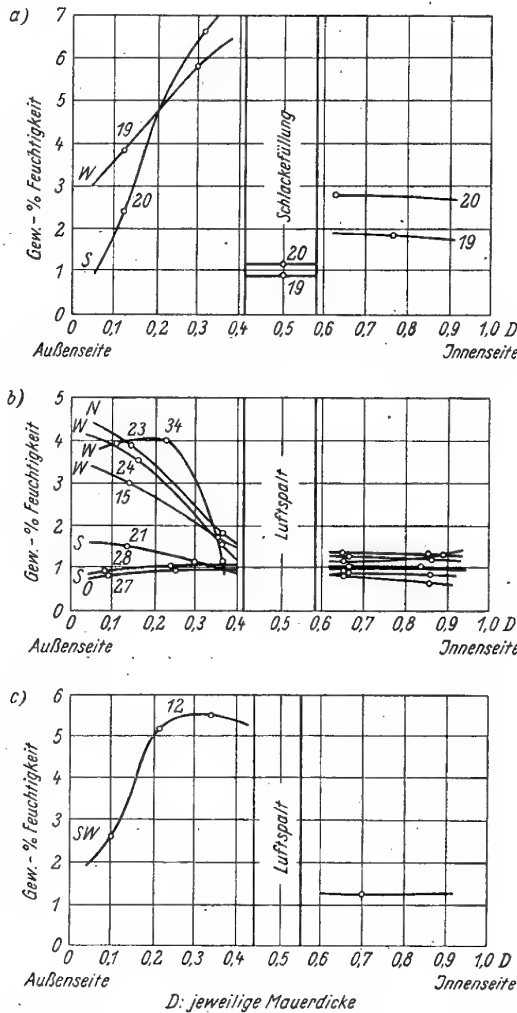 a)
Gew.-% Feuchtigkeit
7
6
5
4
3
2
1
0
W
S
19
20
Schlackefüllung
20
19
20
19
0 0,1 0,2 0,3 0,4 0,5 0,6 0,7 0,8 0,9 1,0 D
Außenseite Innenseite
b)
Gew.-% Feuchtigkeit
5
4
3
2
1
0
N
W
W
W
S
S
O
23
34
24
15
21
28
27
Luftspalt
0 0,1 0,2 0,3 0,4 0,5 0,6 0,7 0,8 0,9 1,0 D
Außenseite Innenseite
c)
Gew.-% Feuchtigkeit
6
5
4
3
2
1
0
12
SW
Luftspalt
0 0,1 0,2 0,3 0,4 0,5 0,6 0,7 0,8 0,9 1,0 D
Außenseite Innenseite
D: jeweilige Mauerdicke